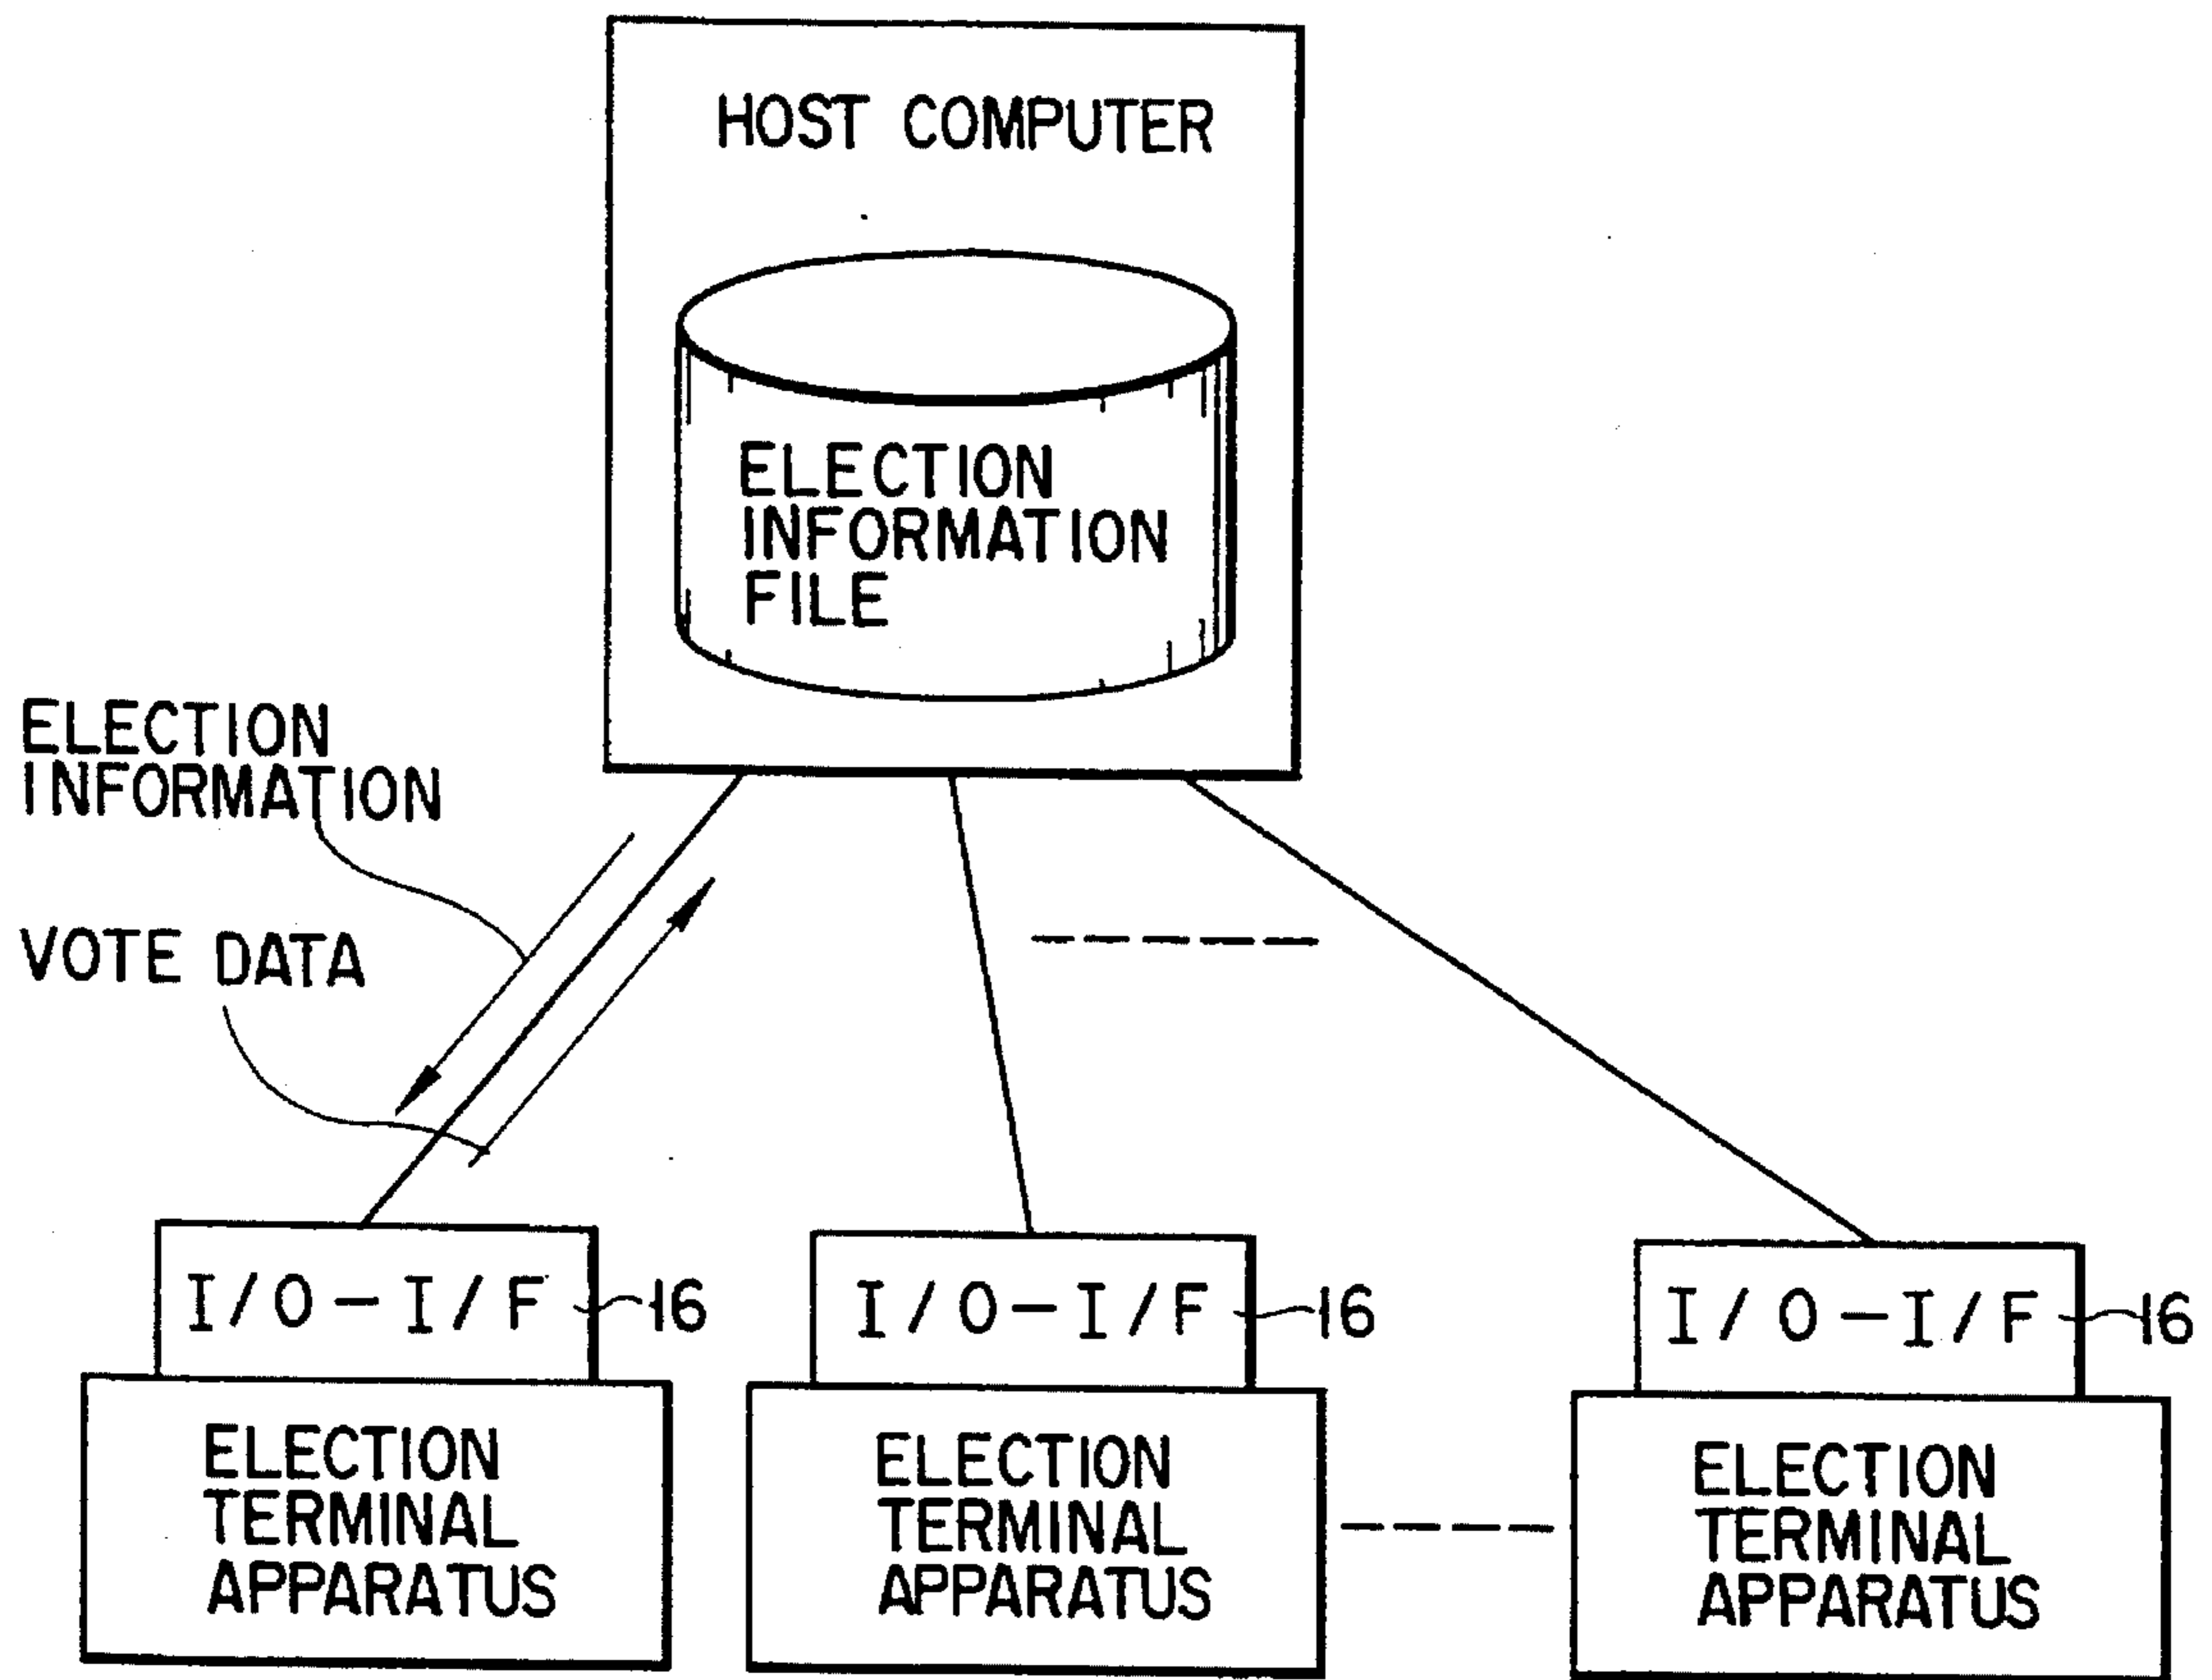 HOST COMPUTER
ELECTION
INFORMATION
FILE
ELECTION
INFORMATION
VOTE DATA
I/O-I/F
16
I/O-I/F
16
I/O-I/F
16
ELECTION
TERMINAL
APPARATUS
ELECTION
TERMINAL
APPARATUS
ELECTION
TERMINAL
APPARATUS